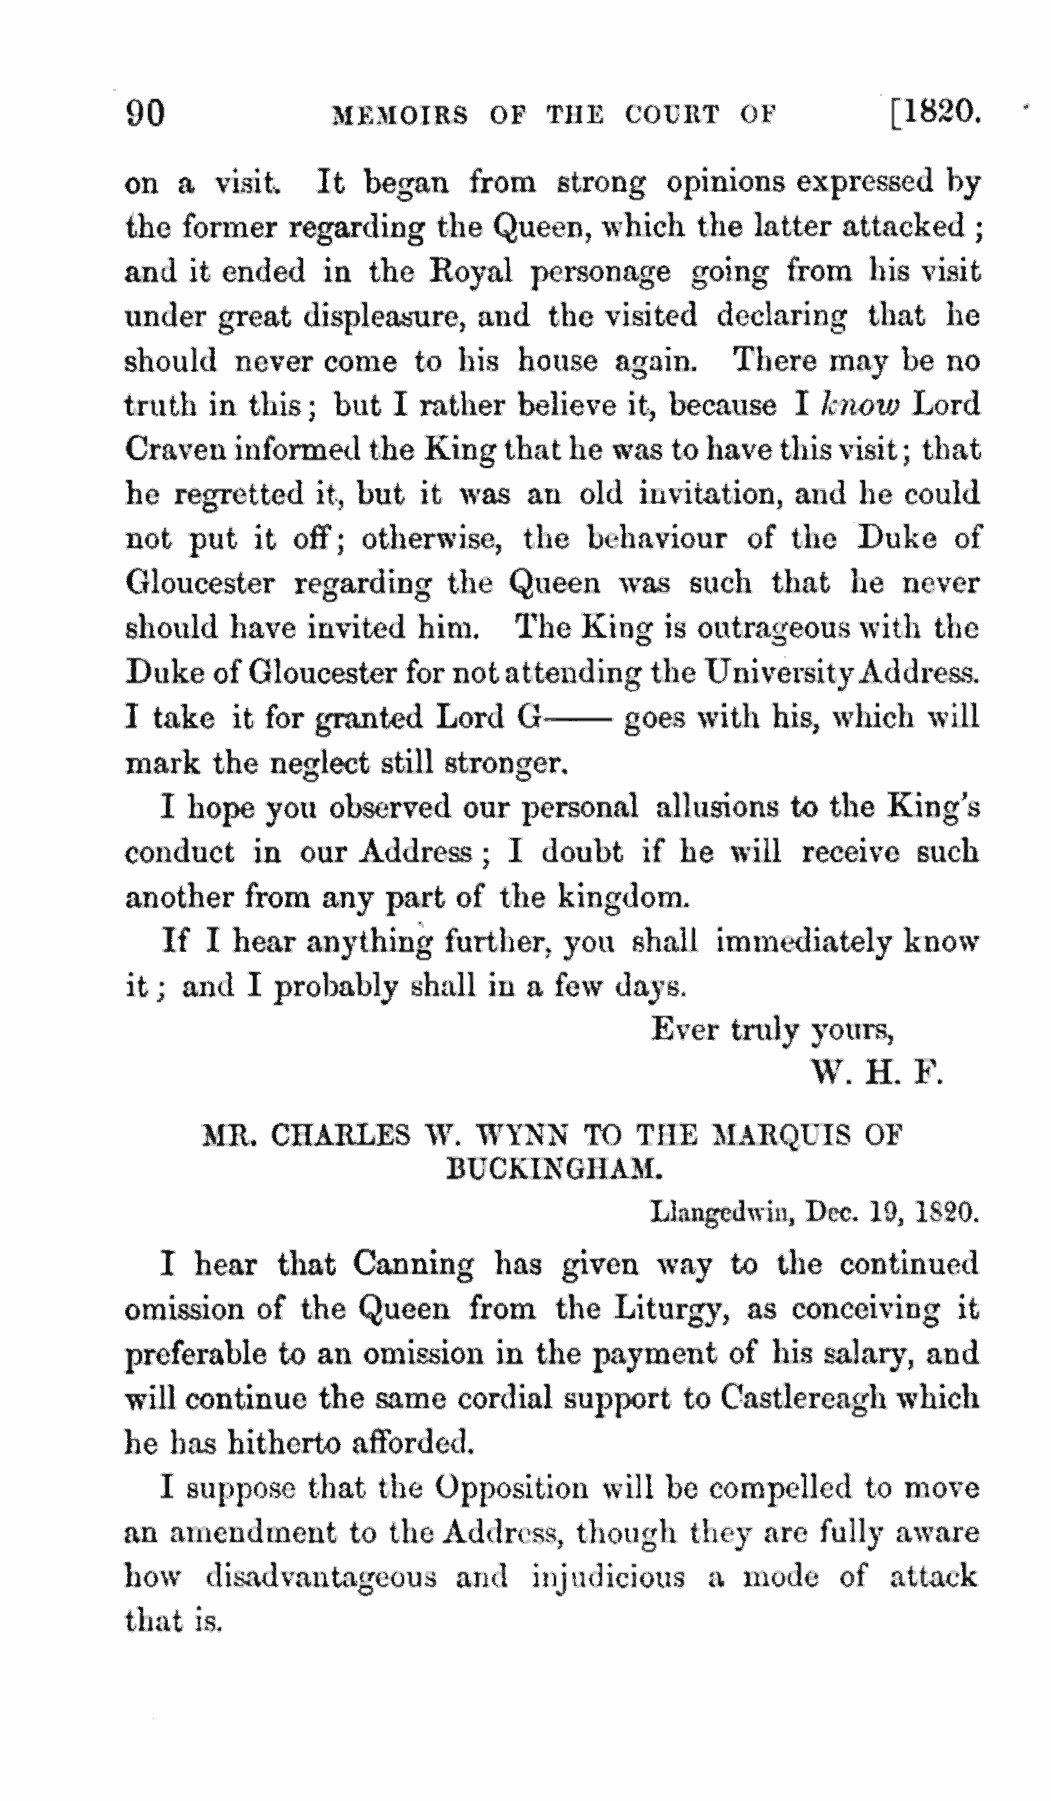 90 MEMOIRS OF THE COURT OF [1820.
on a visit. It began from strong opinions expressed by
the former regarding the Queen, which the latter attacked ;
and it ended in the Royal personage going from his visit
under great displeasure, and the visited declaring that he
should never come to his house again. There may be no
truth in this ; but I rather believe it, because I know Lord
Craven informed the King that he was to have this visit ; that
he regretted it, but it was an old invitation, and he could
not put it off ; otherwise, the behaviour of the Duke of
Gloucester regarding the Queen was such that he never
should have invited him. The King is outrageous with the
Duke of Gloucester for not attending the University Address.
I take it for granted Lord G—— goes with his, which will
mark the neglect still stronger.
I hope you observed our personal allusions to the King's
conduct in our Address ; I doubt if he will receive such
another from any part of the kingdom.
If I hear anything further, you shall immediately know
it ; and I probably shall in a few days.
Ever truly yours,
W. H. F.
MR. CHARLES W. WYNN TO THE MARQUIS OF
BUCKINGHAM.
Llangedwin, Dec. 19, 1820.
I hear that Canning has given way to the continued
omission of the Queen from the Liturgy, as conceiving it
preferable to an omission in the payment of his salary, and
will continue the same cordial support to Castlereagh which
he has hitherto afforded.
I suppose that the Opposition will be compelled to move
an amendment to the Address, though they are fully aware
how disadvantageous and injudicious a mode of attack
that is.